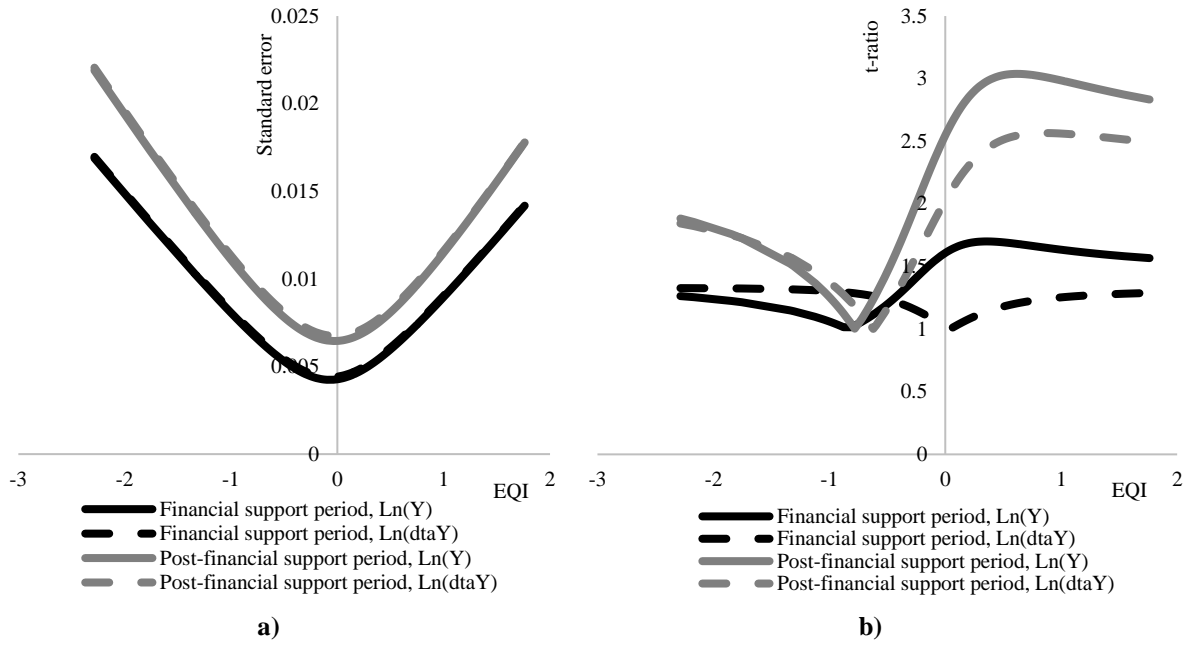 0.025
0.02
0.015
0.01
0.005
0
Standard error
-3 -2 -1 0 1 2
EQI
Financial support period, Ln(Y)
Financial support period, Ln(dtaY)
Post-financial support period, Ln(Y)
Post-financial support period, Ln(dtaY)
a)
3.5
3
2.5
2
1.5
1
0.5
0
t-ratio
-3 -2 -1 0 1 2
EQI
Financial support period, Ln(Y)
Financial support period, Ln(dtaY)
Post-financial support period, Ln(Y)
Post-financial support period, Ln(dtaY)
b)